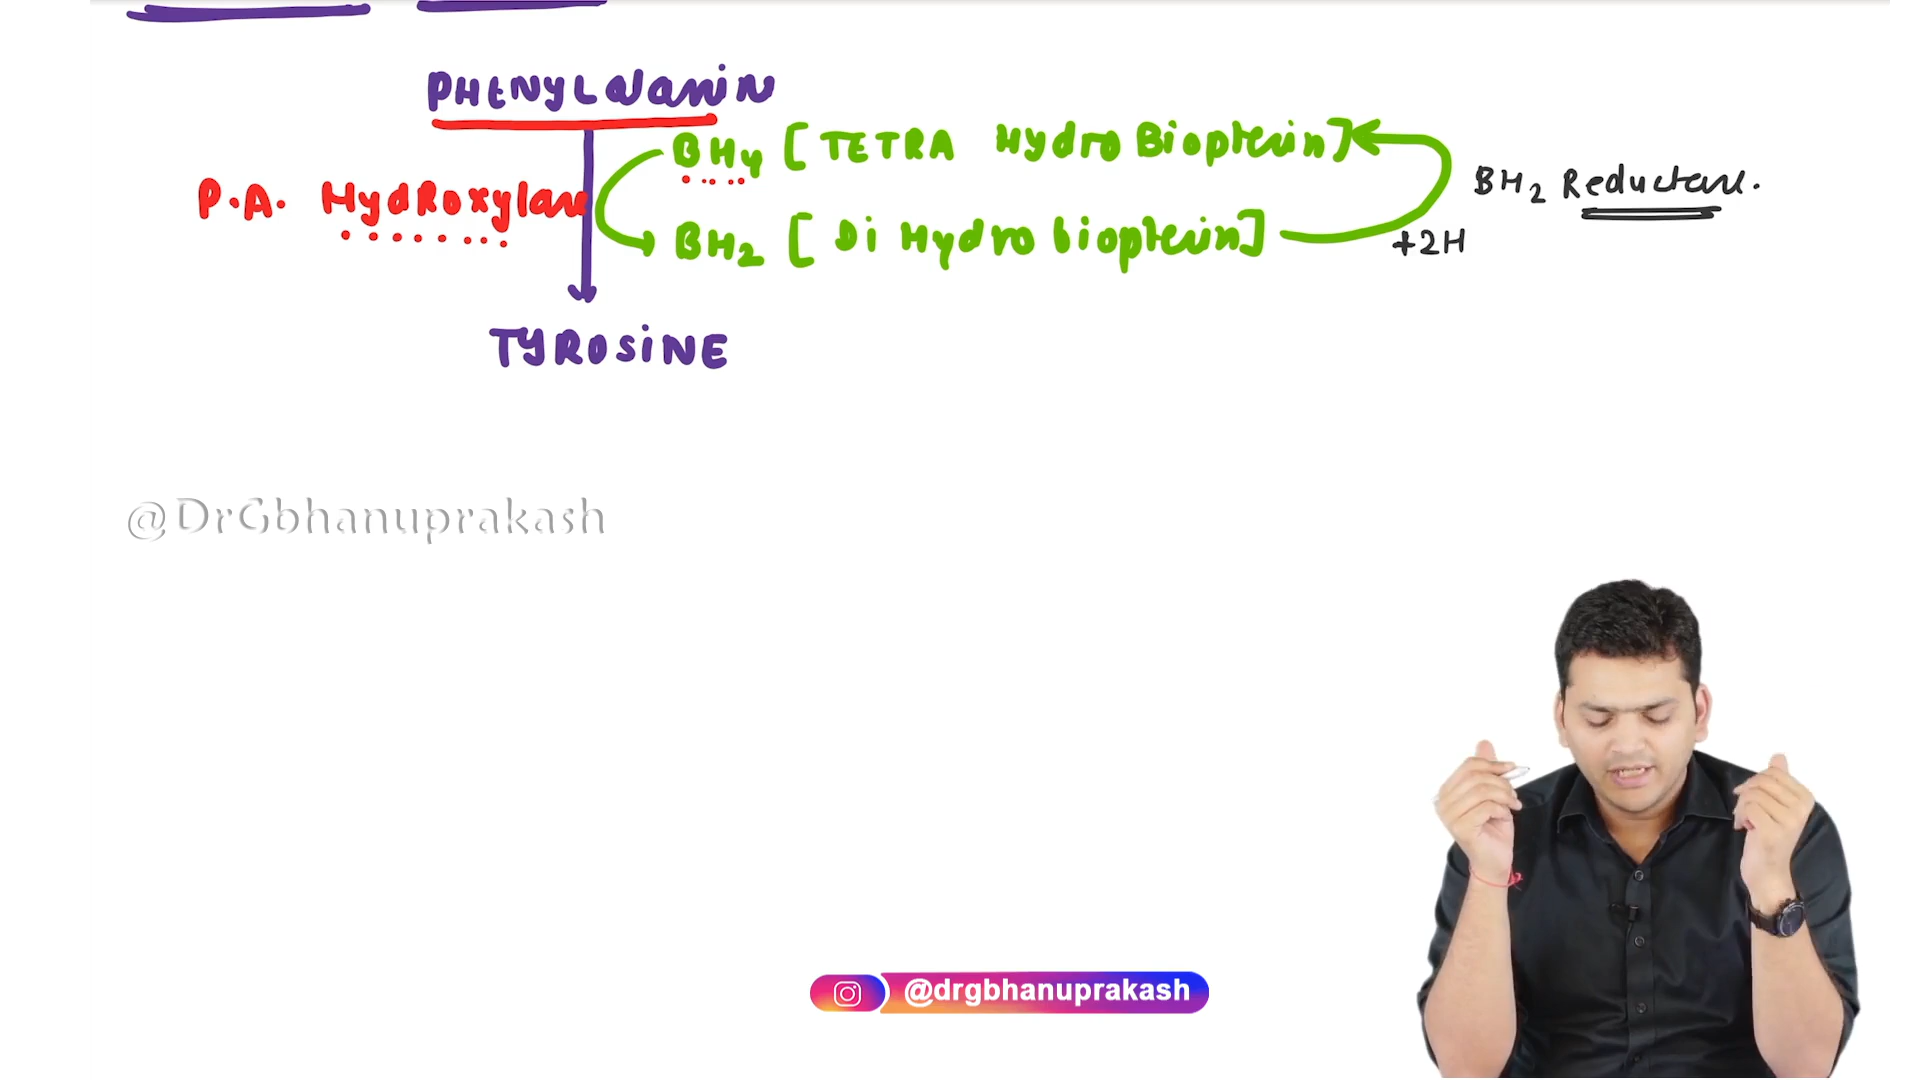 PHENYLalanin
BH4 [TETRA Hydro Biopterin]
BH2 Reductase.
P.A. HydRoxylase
BH2 [Di Hydro biopterin]
+2H
TYROSiNE
@DrGbhanuprakash
@drgbhanuprakash